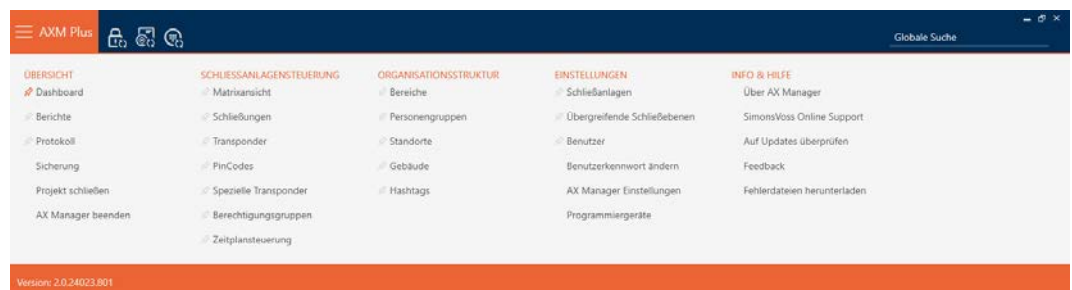 AXM Plus
Globale Suche
ÜBERSICHT
Dashboard
Berichte
Protokoll
Sicherung
Projekt schließen
AX Manager beenden
SCHLIESSANLAGENSTEUERUNG
Matrixansicht
Schließungen
Transponder
PinCodes
Spezielle Transponder
Berechtigungsgruppen
Zeitplansteuerung
ORGANISATIONSSTRUKTUR
Bereiche
Personengruppen
Standorte
Gebäude
Hashtags
EINSTELLUNGEN
Schließanlagen
Übergreifende Schließebenen
Benutzer
Benutzerkennwort ändern
AX Manager Einstellungen
Programmiergeräte
INFO & HILFE
Über AX Manager
SimonsVoss Online Support
Auf Updates überprüfen
Feedback
Fehlerdateien herunterladen
Version: 2.0.24023.801